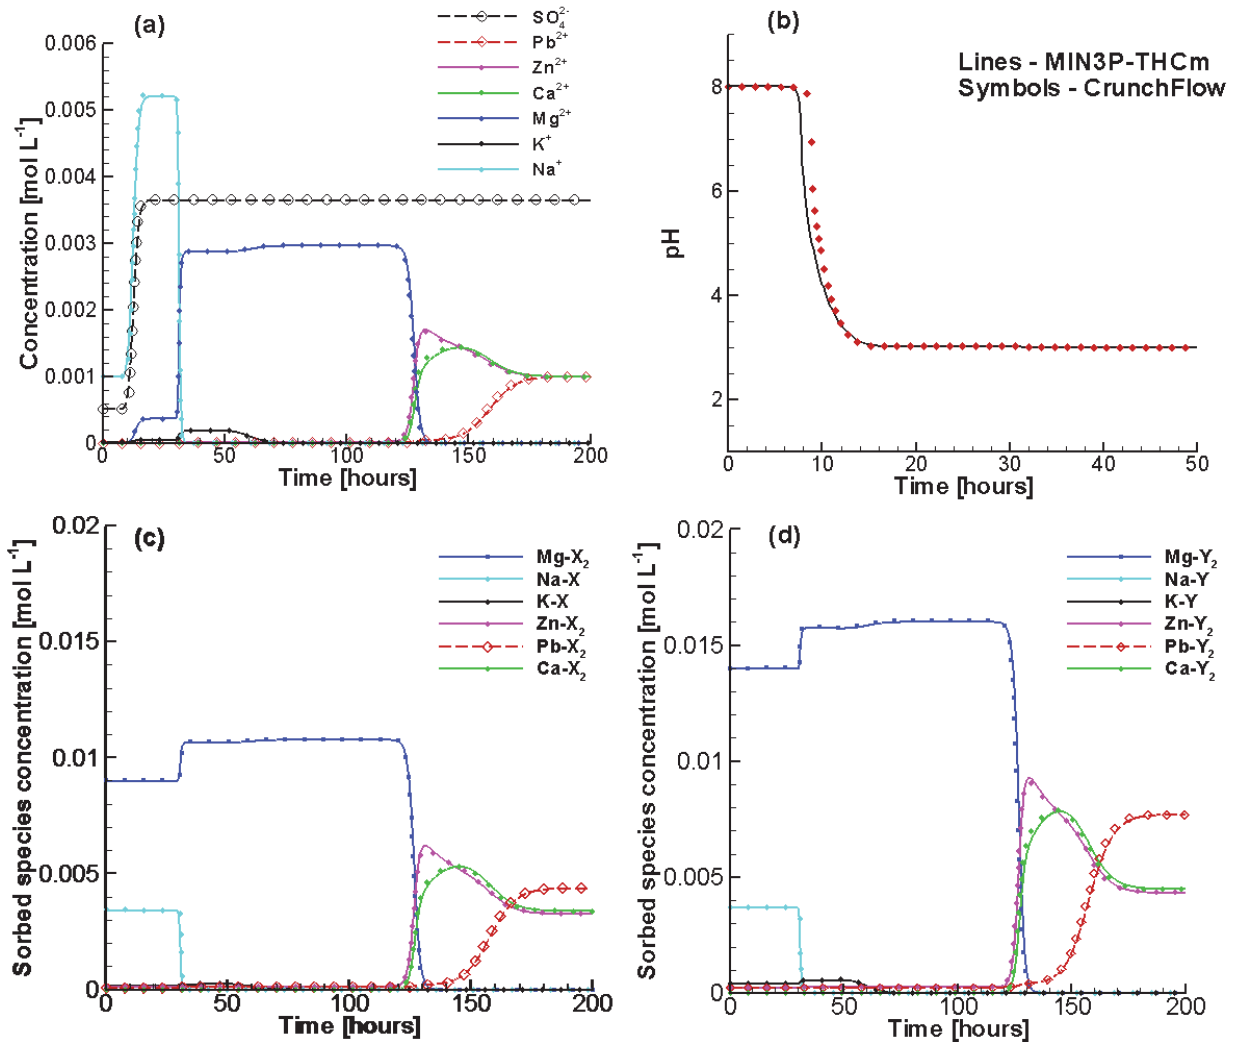 (a)
SO₄²⁻
Pb²⁺
Zn²⁺
Ca²⁺
Mg²⁺
K⁺
Na⁺
Concentration [mol L⁻¹]
0.006
0.005
0.004
0.003
0.002
0.001
0
0 50 100 150 200
Time [hours]
(b)
Lines - MIN3P-THCm
Symbols - CrunchFlow
pH
8
6
4
2
0 10 20 30 40 50
Time [hours]
(c)
Mg-X₂
Na-X
K-X
Zn-X₂
Pb-X₂
Ca-X₂
Sorbed species concentration [mol L⁻¹]
0.02
0.015
0.01
0.005
0
0 50 100 150 200
Time [hours]
(d)
Mg-Y₂
Na-Y
K-Y
Zn-Y₂
Pb-Y₂
Ca-Y₂
Sorbed species concentration [mol L⁻¹]
0.02
0.015
0.01
0.005
0
0 50 100 150 200
Time [hours]